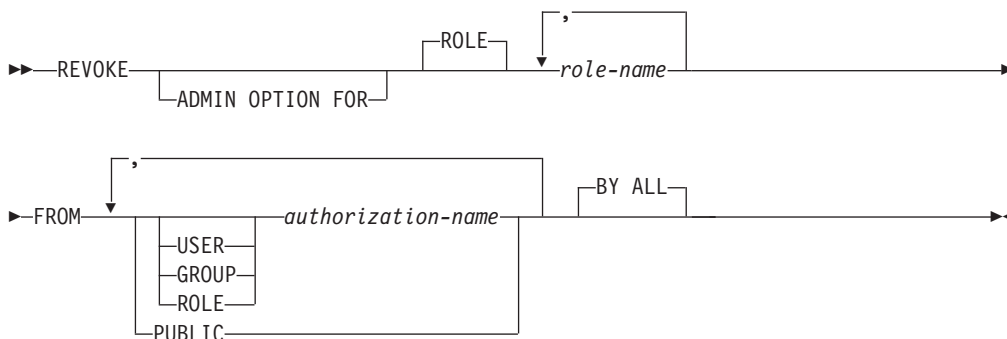 ROLE
,
REVOKE
role-name
ADMIN OPTION FOR
,
BY ALL
FROM
authorization-name
USER
GROUP
ROLE
PUBLIC